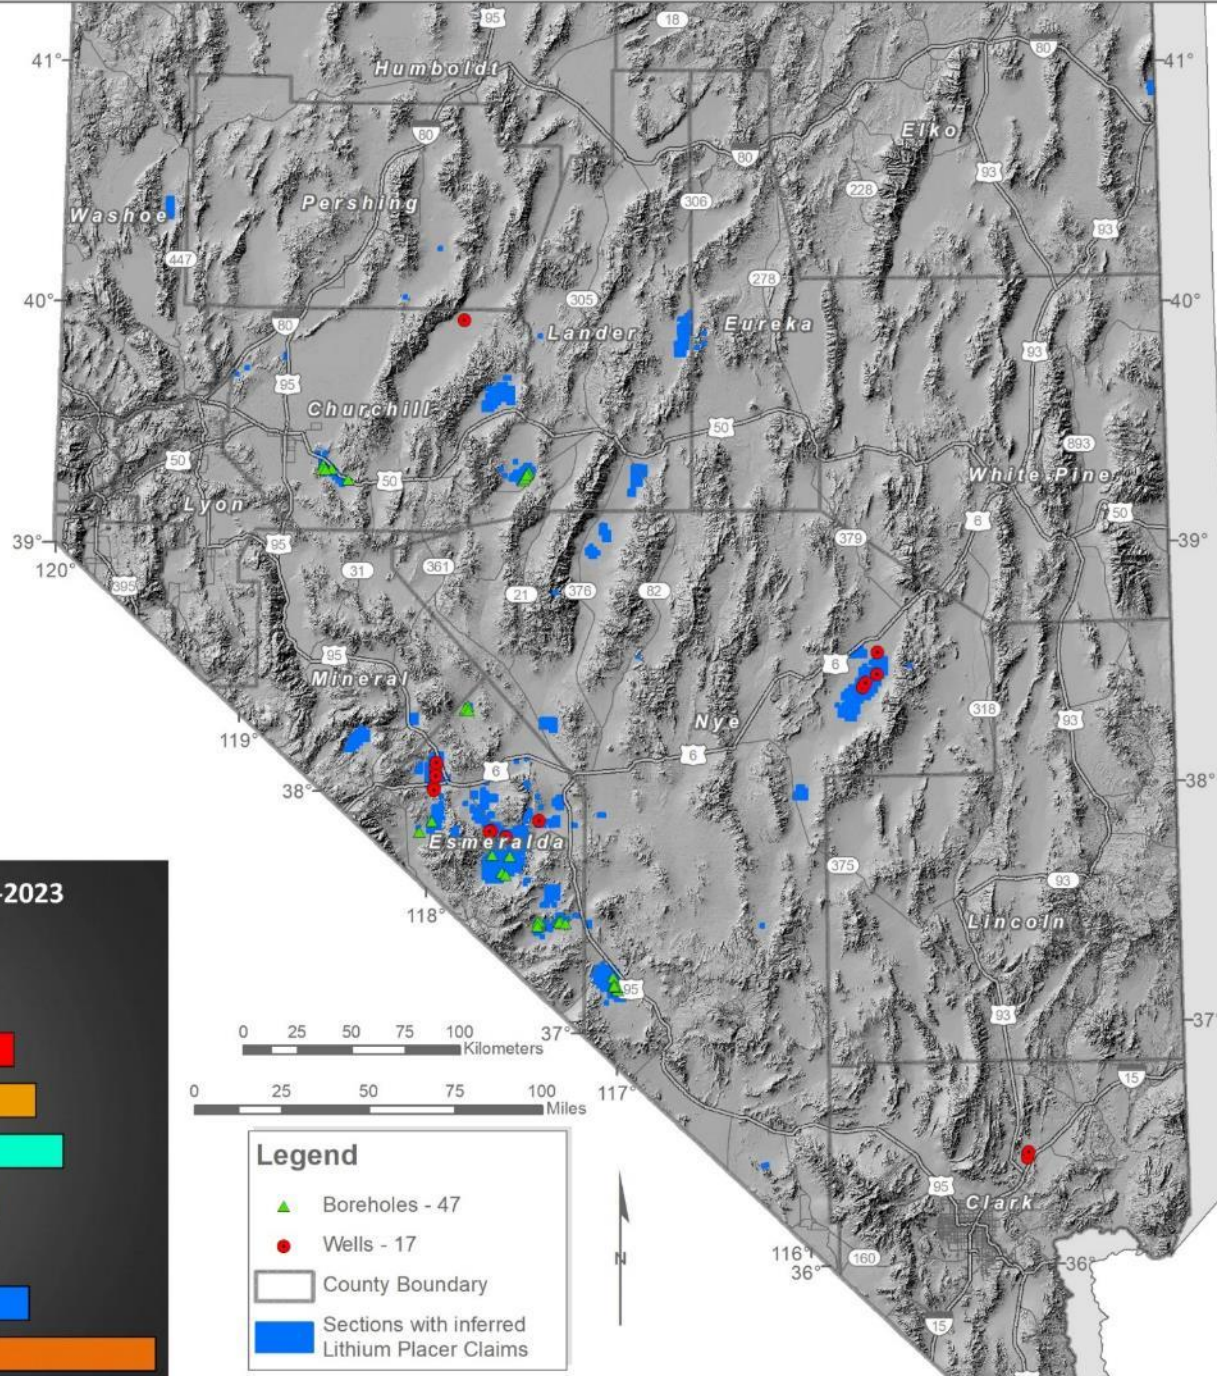 95
18
41°
Humboldt
80
41°
80
Elko
80
93
Washoe
Pershing
306
228
447
93
278
40°
305
40°
80
Lander
Eureka
95
93
Churchill
50
893
50
50
White Pine
Lyon
6
50
39°
95
379
39°
120°
31
361
395
21
376
82
95
6
Mineral
318
Nye
93
119°
6
6
38°
38°
Esmeralda
375
93
-2023
118°
Lincoln
95
93
37°
37°
0 25 50 75 100
Kilometers
15
0 25 50 75 100
Miles
117°
Legend
95
Boreholes - 47
Clark
Wells - 17
116°
36°
160
36°
N
County Boundary
Sections with inferred
Lithium Placer Claims
15